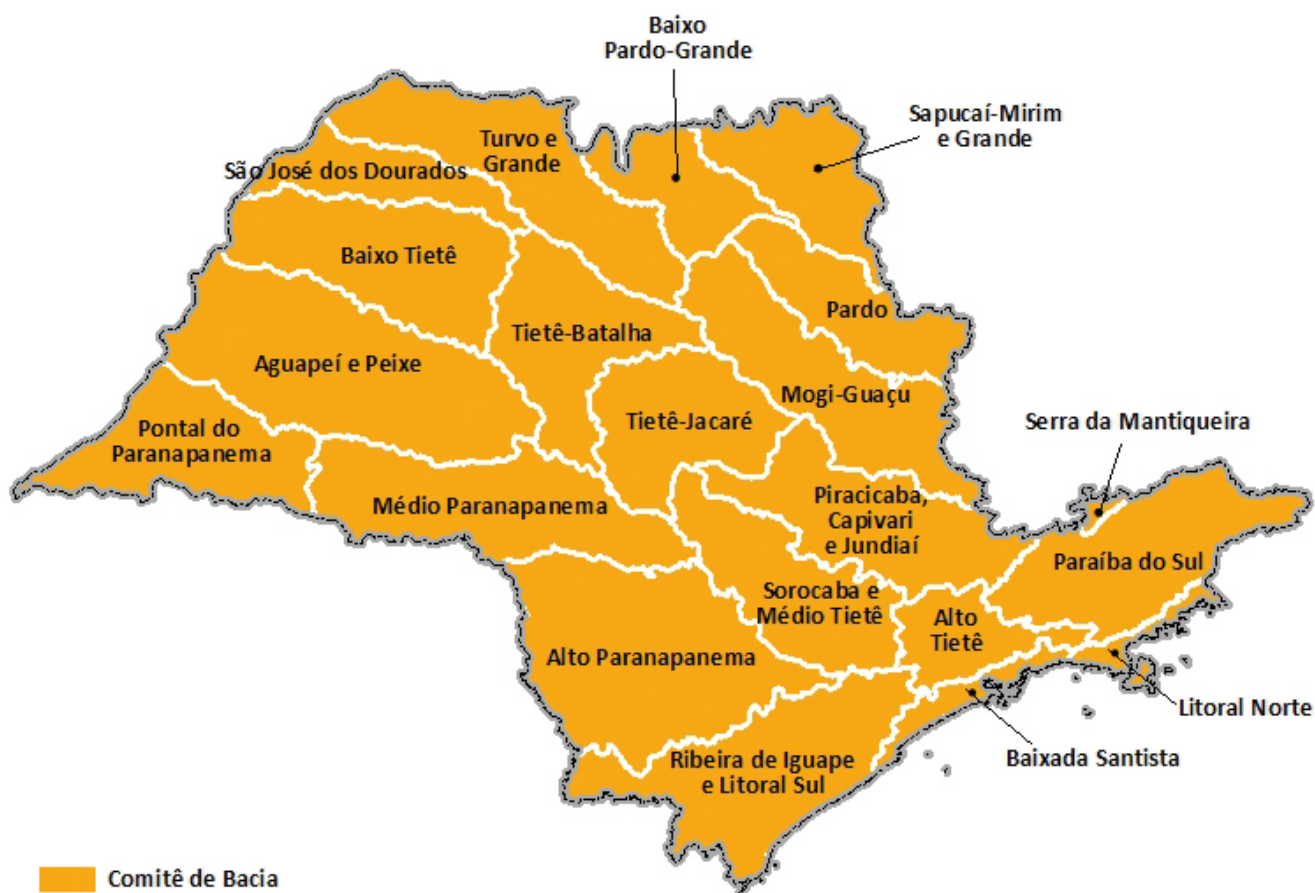 Baixo
Pardo-Grande
Sapucaí-Mirim
e Grande
Turvo e
Grande
São José dos Dourados
Baixo Tietê
Pardo
Tietê-Batalha
Aguapeí e Peixe
Mogi-Guaçu
Tietê-Jacaré
Serra da Mantiqueira
Pontal do
Paranapanema
Médio Paranapanema
Piracicaba,
Capivari
e Jundiaí
Paraíba do Sul
Sorocaba e
Médio Tietê
Alto
Tietê
Alto Paranapanema
Litoral Norte
Ribeira de Iguape
e Litoral Sul
Baixada Santista
Comitê de Bacia